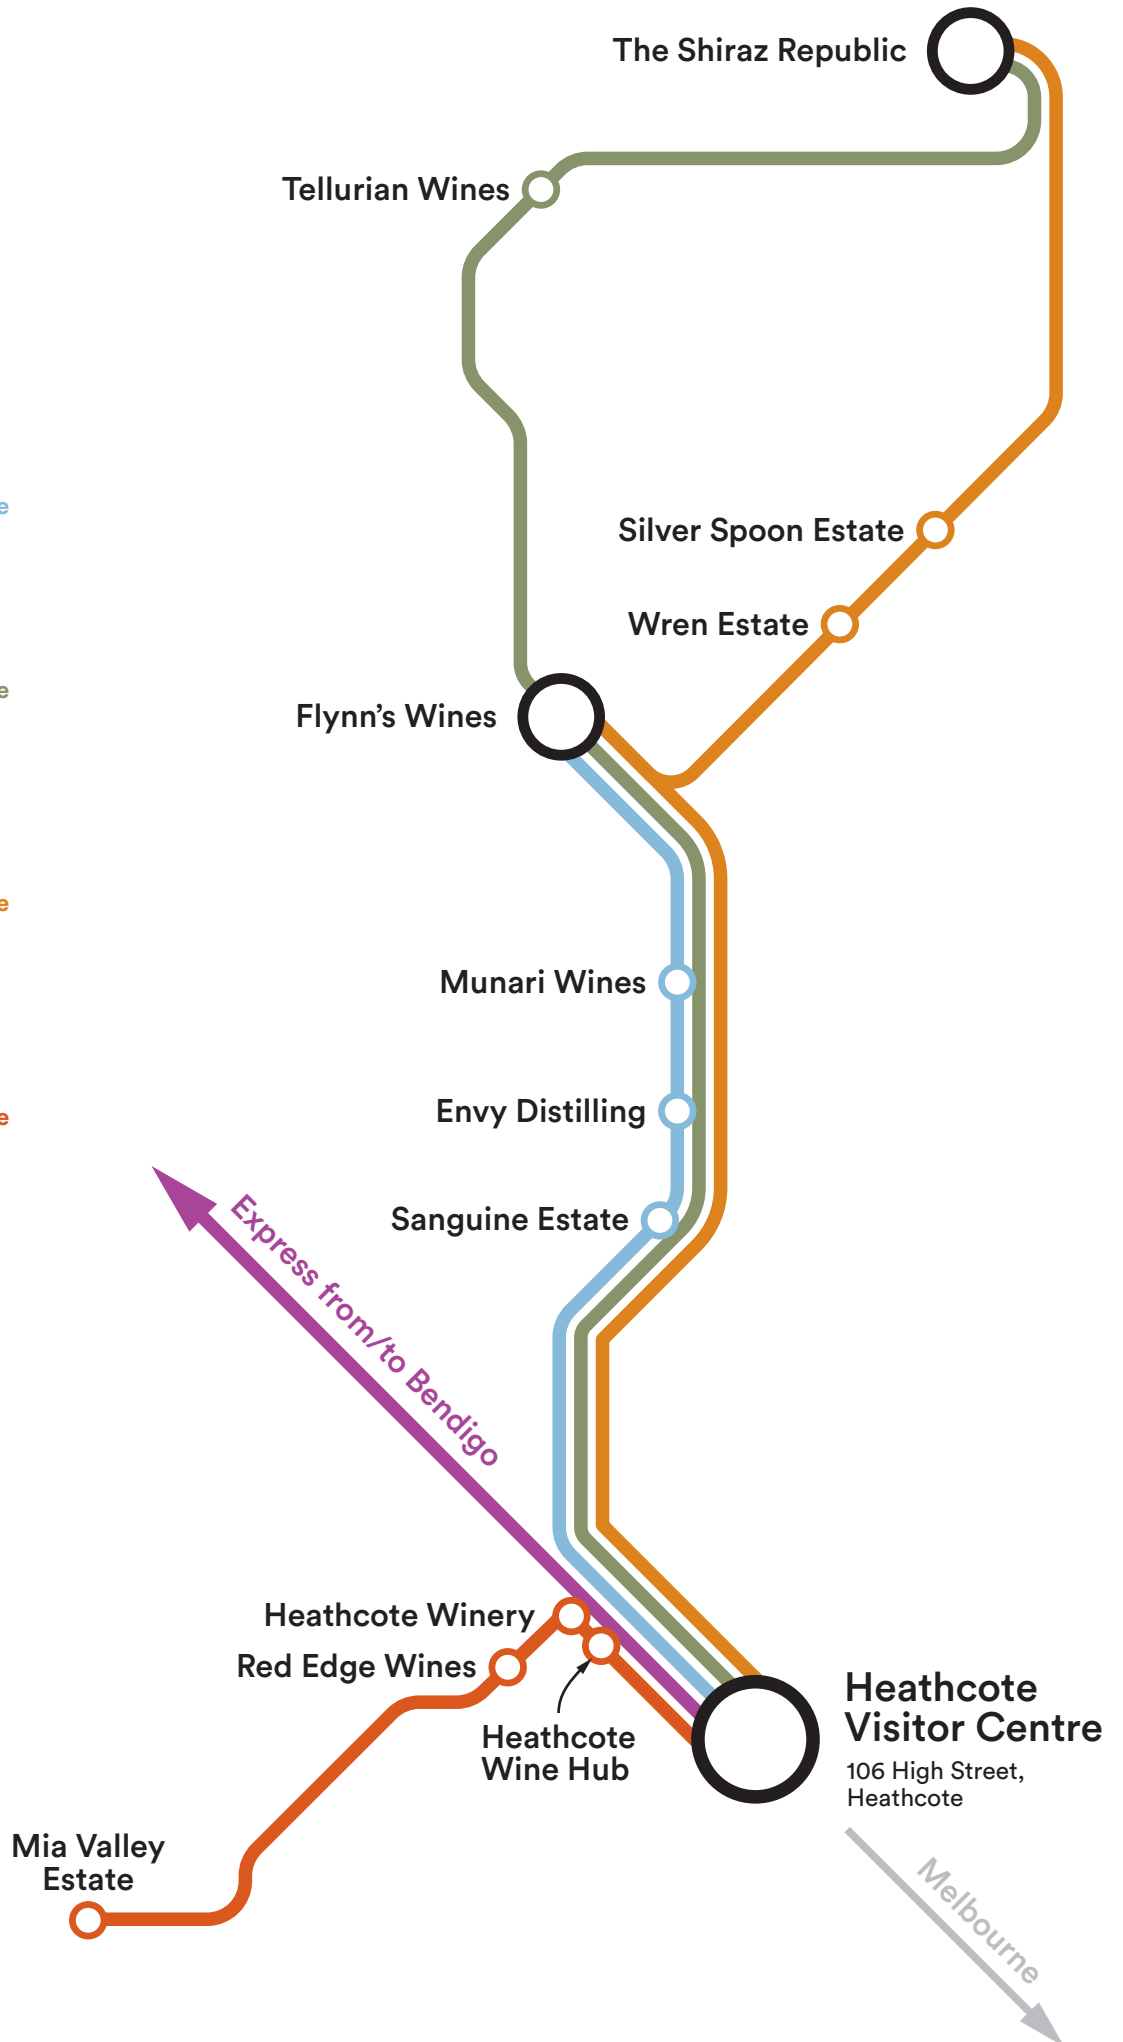 The Shiraz Republic
Tellurian Wines
e
Silver Spoon Estate
Wren Estate
e
Flynn’s Wines
e
Munari Wines
Envy Distilling
e
Sanguine Estate
Express from/to Bendigo
Heathcote Winery
Red Edge Wines
Heathcote
Wine Hub
Heathcote
Visitor Centre
106 High Street,
Heathcote
Mia Valley
Estate
Melbourne